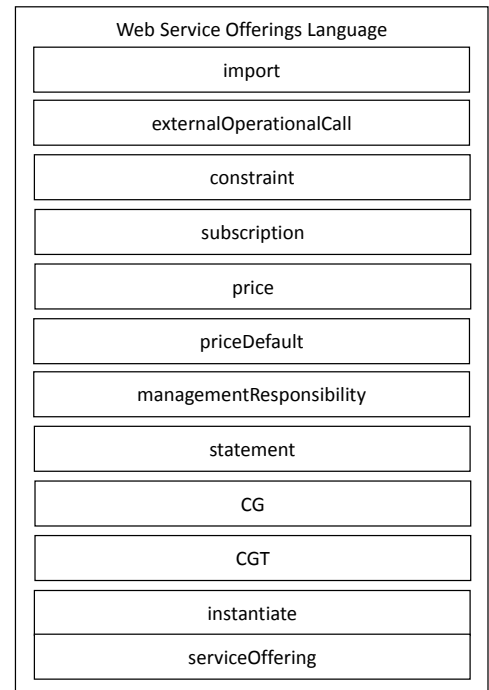 Web Service Offerings Language
import
externalOperationalCall
constraint
subscription
price
priceDefault
managementResponsibility
statement
CG
CGT
instantiate
serviceOffering